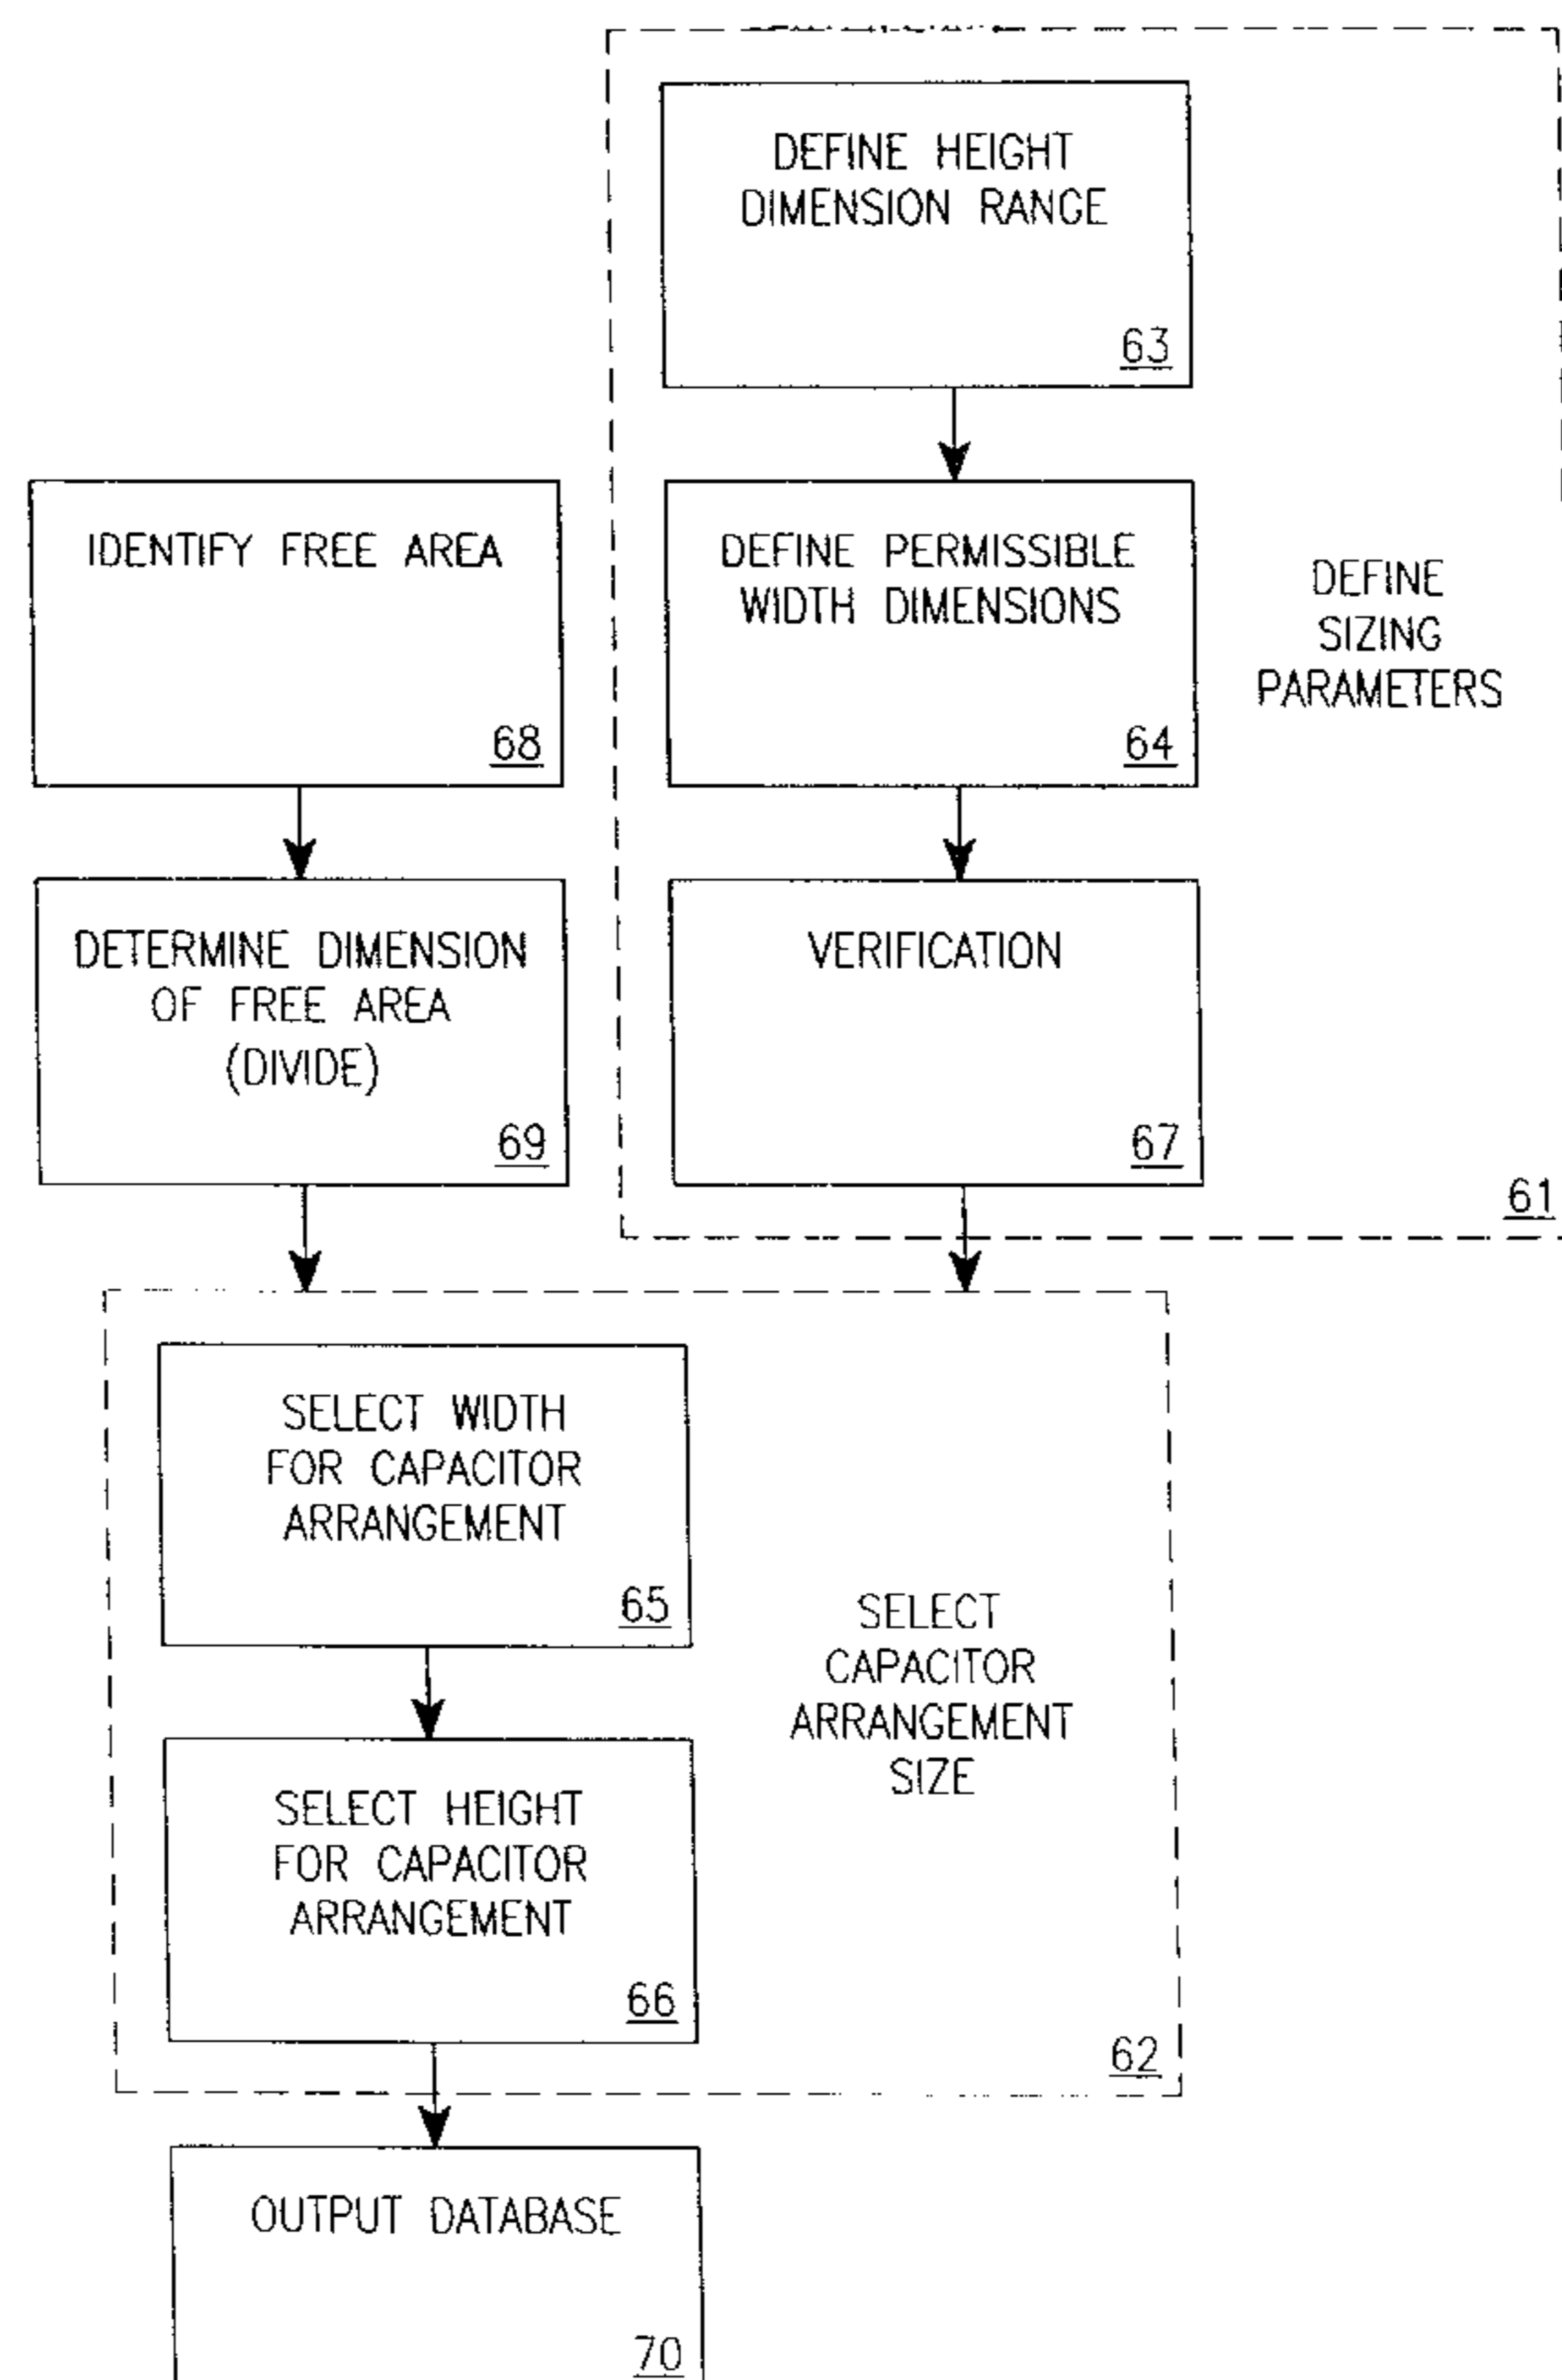 DEFINE HEIGHT
DIMENSION RANGE
63
IDENTIFY FREE AREA
68
DEFINE PERMISSIBLE
WIDTH DIMENSIONS
64
DEFINE
SIZING
PARAMETERS
DETERMINE DIMENSION
OF FREE AREA
(DIVIDE)
69
VERIFICATION
67
61
SELECT WIDTH
FOR CAPACITOR
ARRANGEMENT
65
SELECT
CAPACITOR
ARRANGEMENT
SIZE
SELECT HEIGHT
FOR CAPACITOR
ARRANGEMENT
66
62
OUTPUT DATABASE
70